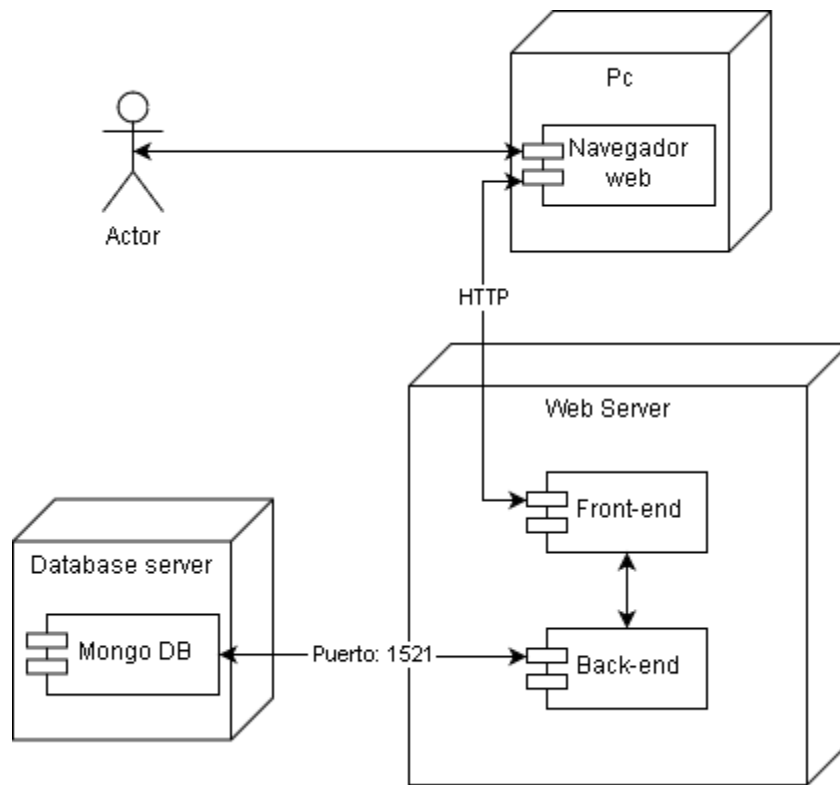 Pc
Navegador
web
Actor
HTTP
Web Server
Front-end
Database server
Mongo DB
Puerto: 1521
Back-end